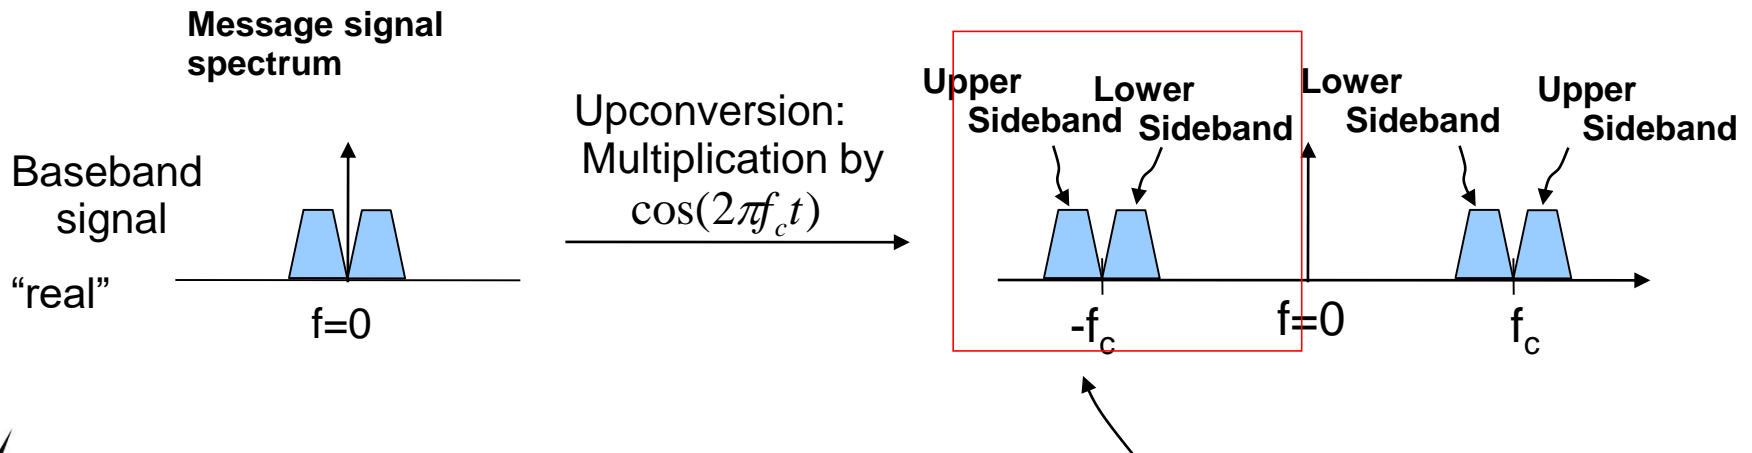 Message signal
spectrum
Baseband
signal
“real”
f=0
Upconversion:
Multiplication by
cos(2πf_c t)
Upper
Sideband
Lower
Sideband
Lower
Sideband
Upper
Sideband
-f_c
f=0
f_c